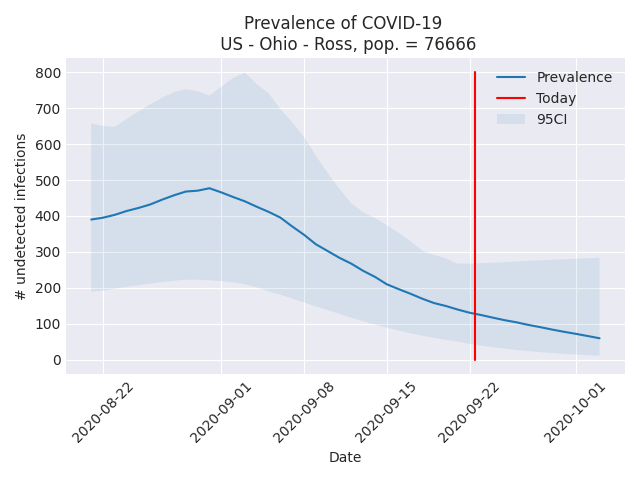 Prevalence of COVID-19
US - Ohio - Ross, pop. = 76666
800
700
600
500
400
300
200
100
0
# undetected infections
Prevalence
Today
95CI
2020-08-22
2020-09-01
2020-09-08
2020-09-15
2020-09-22
2020-10-01
Date